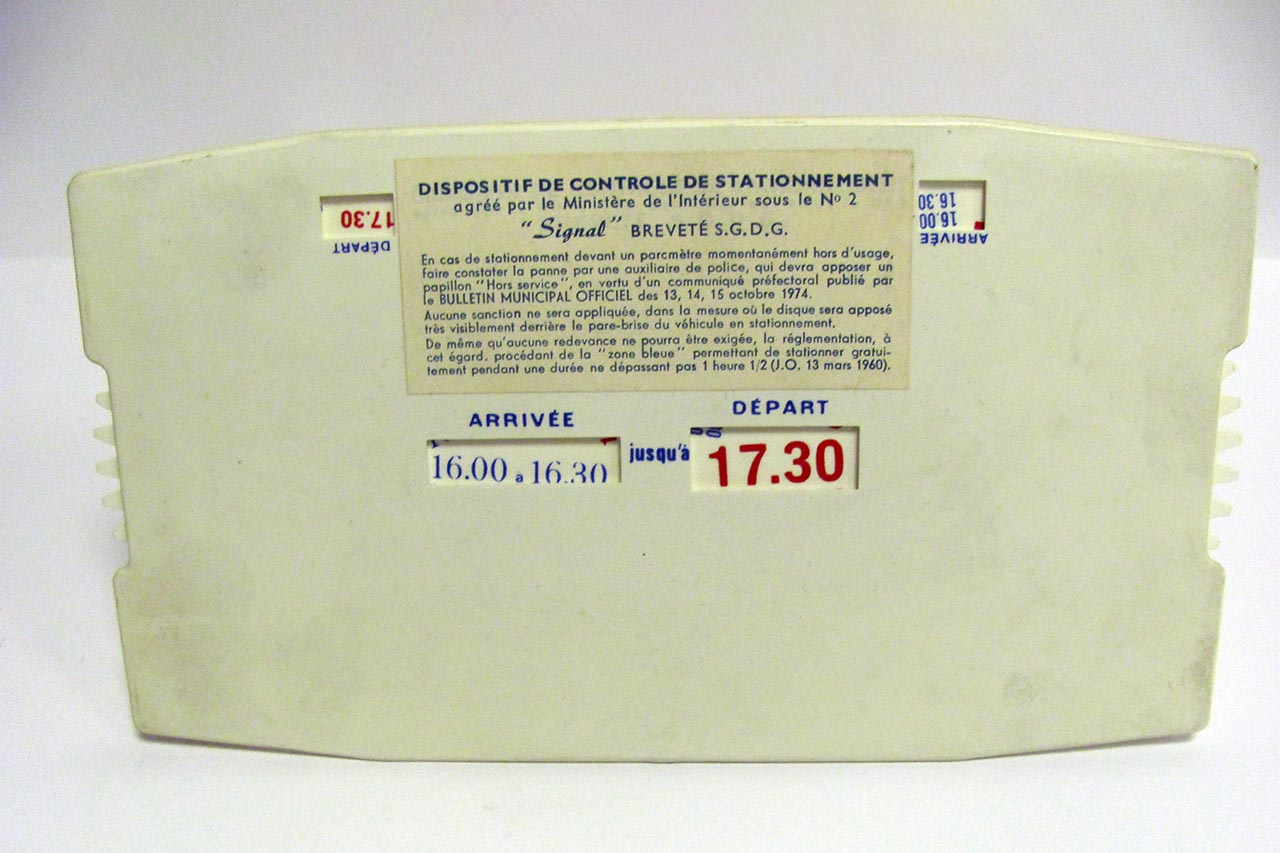 DISPOSITIF DE CONTROLE DE STATIONNEMENT
agréé par le Ministère de l'Intérieur sous le No 2
"Signal" BREVETÉ S.G.D.G.
En cas de stationnement devant un parcmètre momentanément hors d'usage,
faire constater la panne par une auxiliaire de police, qui devra apposer un
papillon "Hors service", en vertu d'un communiqué préfectoral publié par
le BULLETIN MUNICIPAL OFFICIEL des 13, 14, 15 octobre 1974.
Aucune sanction ne sera appliquée, dans la mesure où le disque sera apposé
très visiblement derrière le pare-brise du véhicule en stationnement.
De même qu'aucune redevance ne pourra être exigée, la réglementation, à
cet égard. procédant de la "zone bleue" permettant de stationner gratui-
tement pendant une durée ne dépassant pas 1 heure 1/2 (J.O. 13 mars 1960).
17.30
DÉPART
16.30
16.00
ARRIVÉE
ARRIVÉE
DÉPART
16.00 à 16.30 jusqu'à 17.30